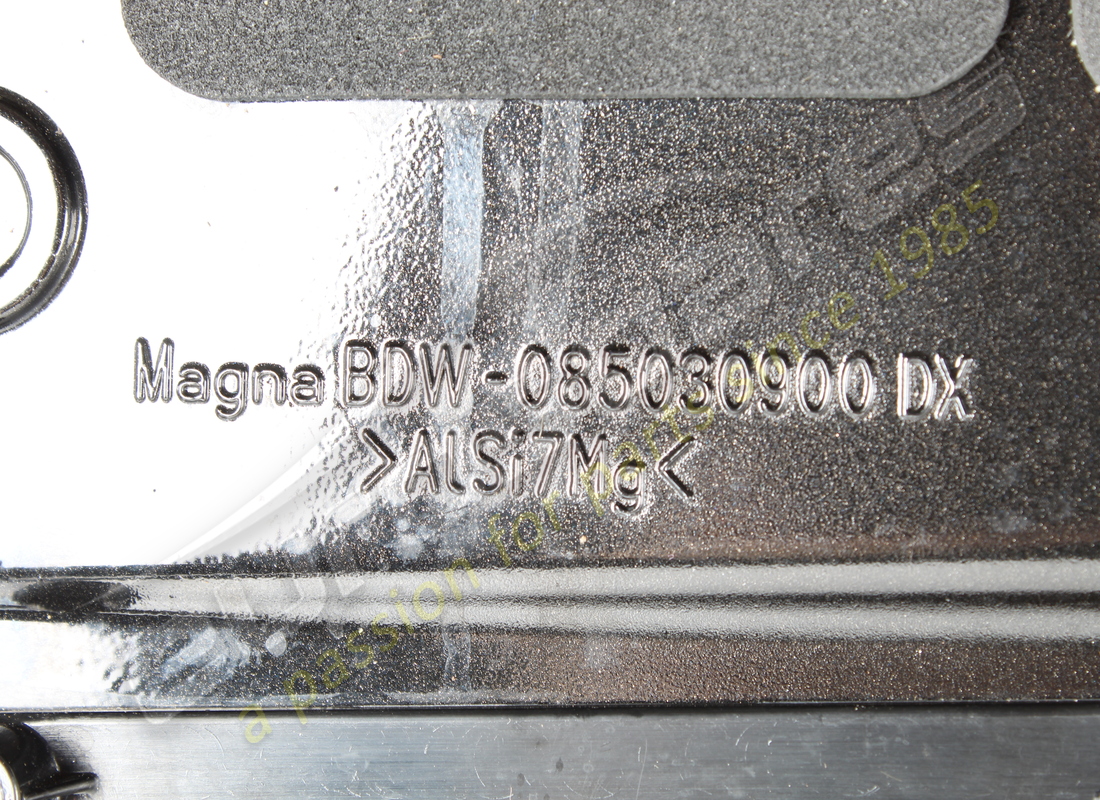 Magna BDW-085030900 DX
>AlSi7Mg<
a passion for parts since 1985